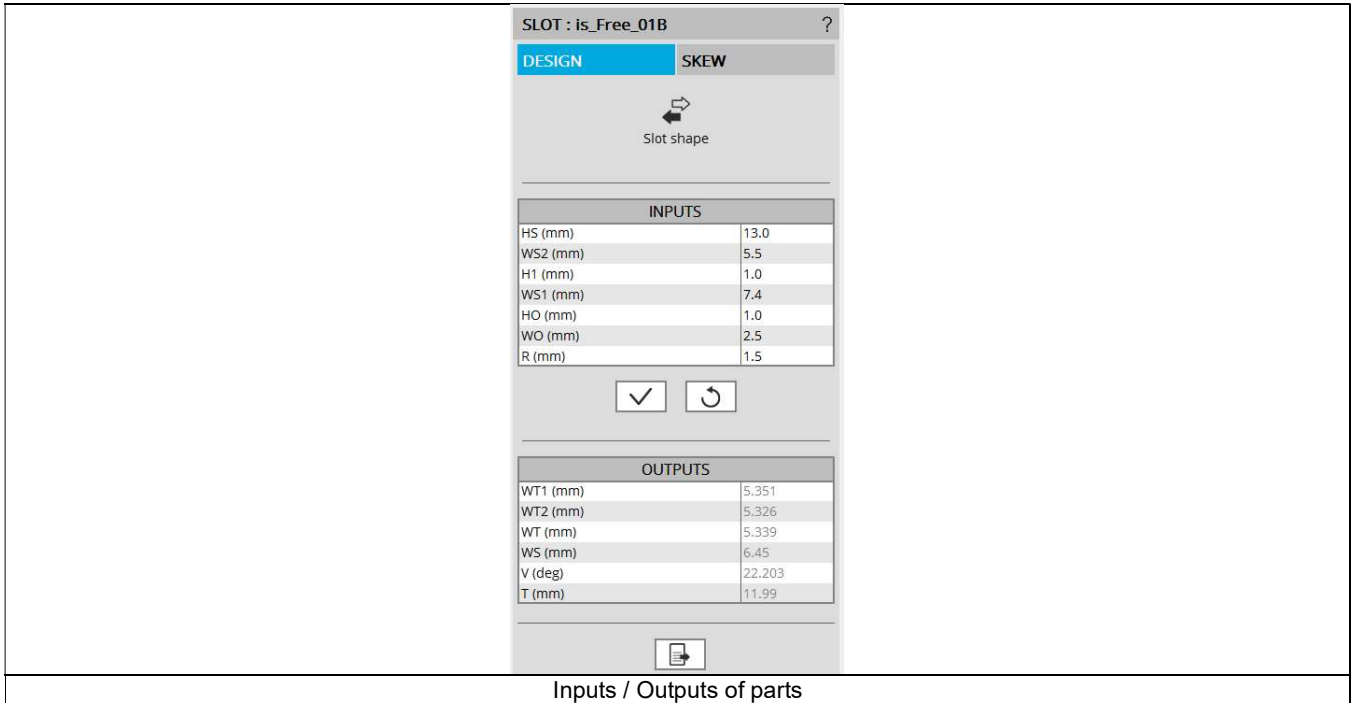 SLOT : is_Free_01B ?
DESIGN SKEW
Slot shape
INPUTS
HS (mm) 13.0
WS2 (mm) 5.5
H1 (mm) 1.0
WS1 (mm) 7.4
HO (mm) 1.0
WO (mm) 2.5
R (mm) 1.5
OUTPUTS
WT1 (mm) 5.351
WT2 (mm) 5.326
WT (mm) 5.339
WS (mm) 6.45
V (deg) 22.203
T (mm) 11.99
Inputs / Outputs of parts